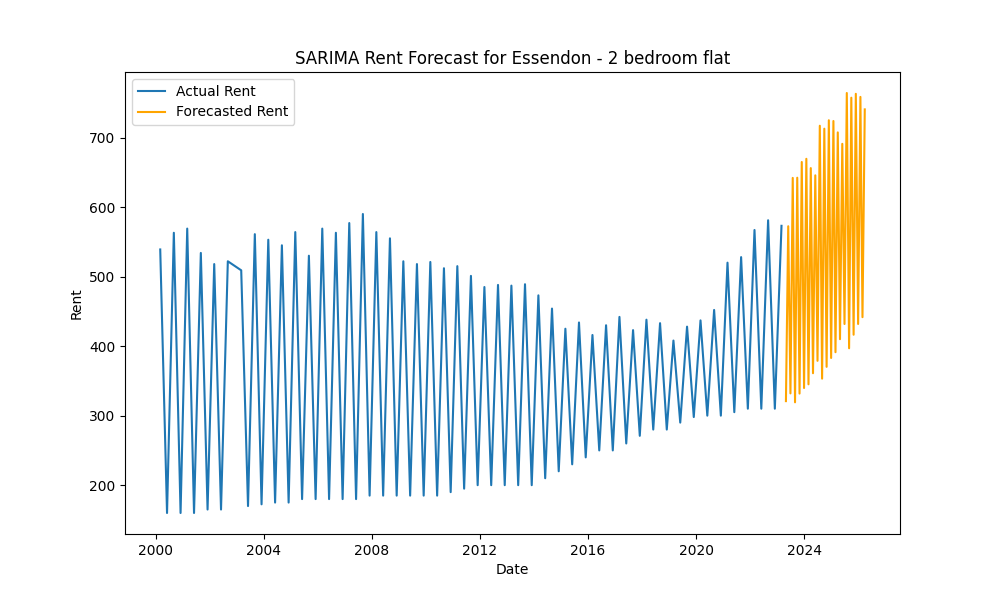 SARIMA Rent Forecast for Essendon - 2 bedroom flat
Actual Rent
Forecasted Rent
Rent
700
600
500
400
300
200
2000 2004 2008 2012 2016 2020 2024
Date